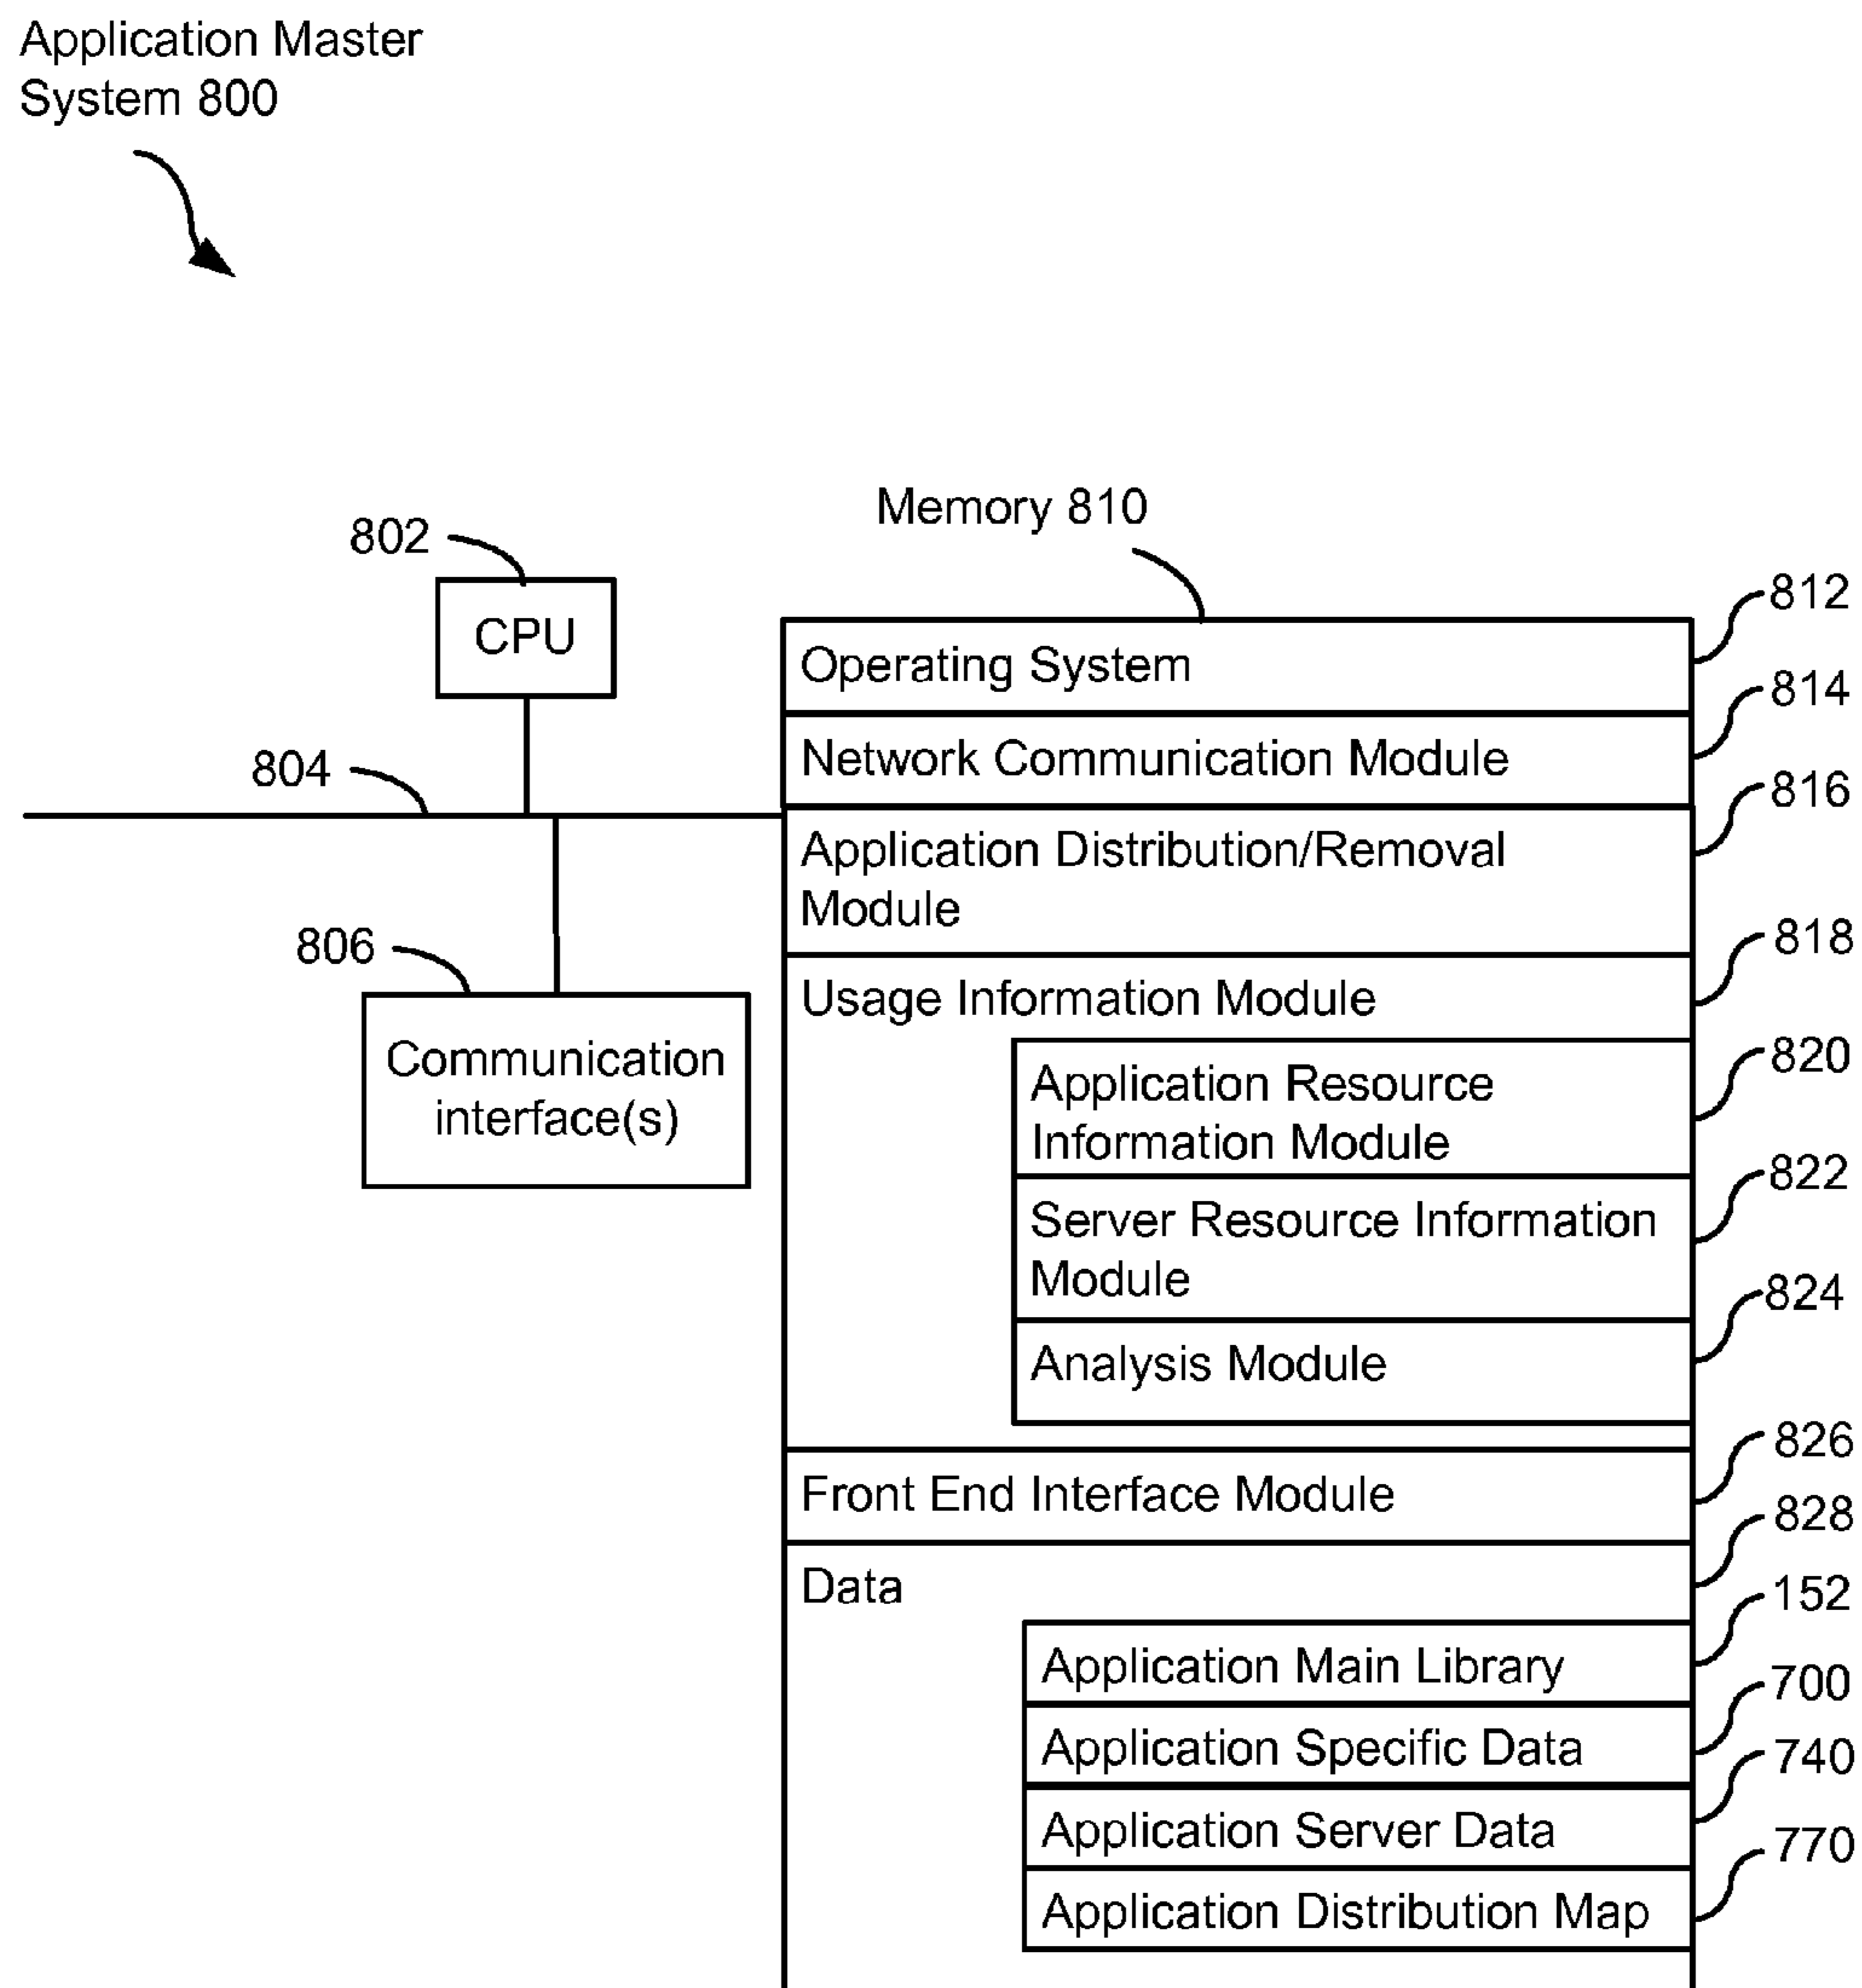 Application Master
System 800
Memory 810
802
CPU
804
806
Communication
interface(s)
Operating System
812
Network Communication Module
814
Application Distribution/Removal
Module
816
Usage Information Module
818
Application Resource
Information Module
820
Server Resource Information
Module
822
Analysis Module
824
Front End Interface Module
826
Data
828
Application Main Library
152
Application Specific Data
700
Application Server Data
740
Application Distribution Map
770